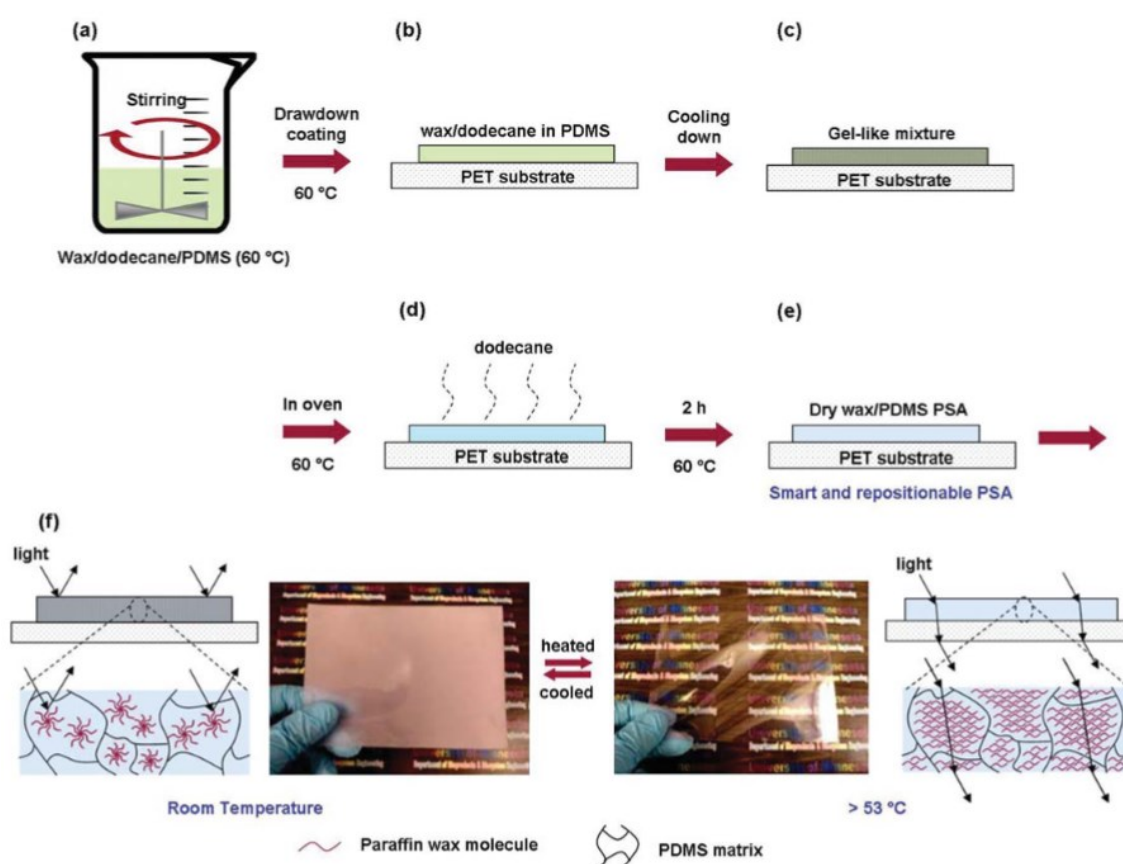 (a)
Stirring
Wax/dodecane/PDMS (60 °C)
Drawdown
coating
60 °C
(b)
wax/dodecane in PDMS
PET substrate
Cooling
down
(c)
Gel-like mixture
PET substrate
In oven
60 °C
(d)
dodecane
PET substrate
2 h
60 °C
(e)
Dry wax/PDMS PSA
PET substrate
Smart and repositionable PSA
(f)
light
heated
cooled
light
Room Temperature
> 53 °C
Paraffin wax molecule
PDMS matrix